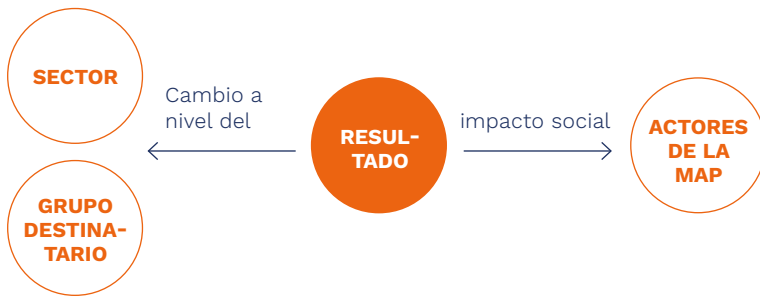 SECTOR
Cambio a
nivel del
GRUPO
DESTINA-
TARIO
RESUL-
TADO
impacto social
ACTORES
DE LA
MAP